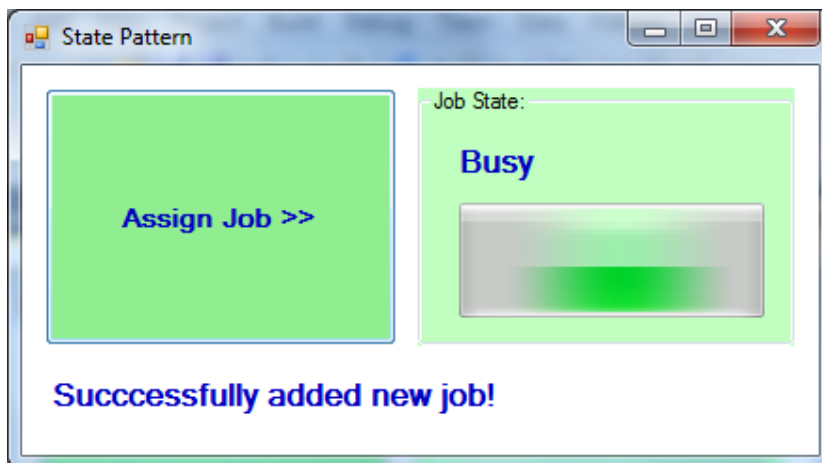 State Pattern
Job State:
Busy
Assign Job >>
Succcessfully added new job!